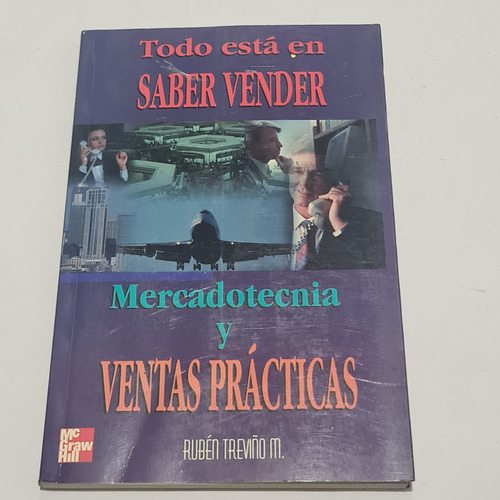 Todo está en
SABER VENDER
Mercadotecnia
y
VENTAS PRÁCTICAS
RUBÉN TREVIÑO M.
Mc
Graw
Hill